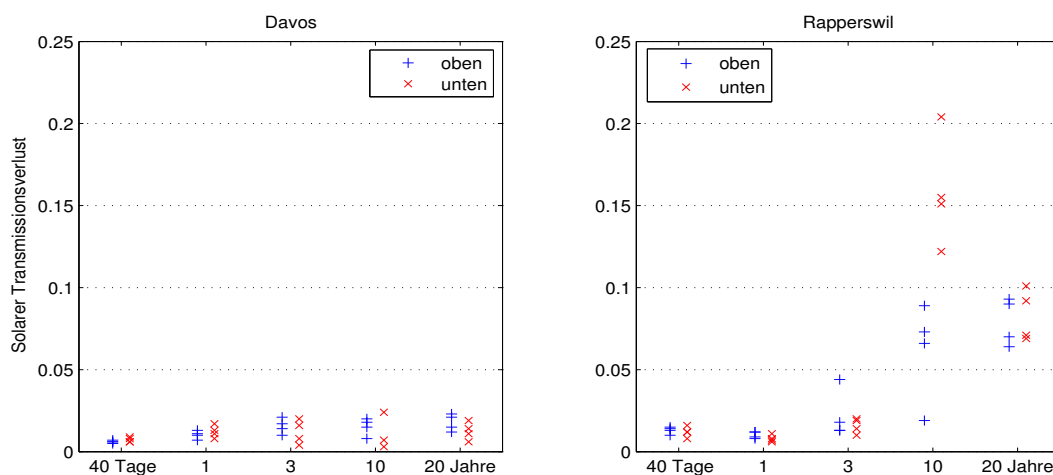 Davos
0.25
0.2
0.15
0.1
0.05
0
Solarer Transmissionsverlust
oben
unten
40 Tage 1 3 10 20 Jahre
Rapperswil
0.25
0.2
0.15
0.1
0.05
0
oben
unten
40 Tage 1 3 10 20 Jahre